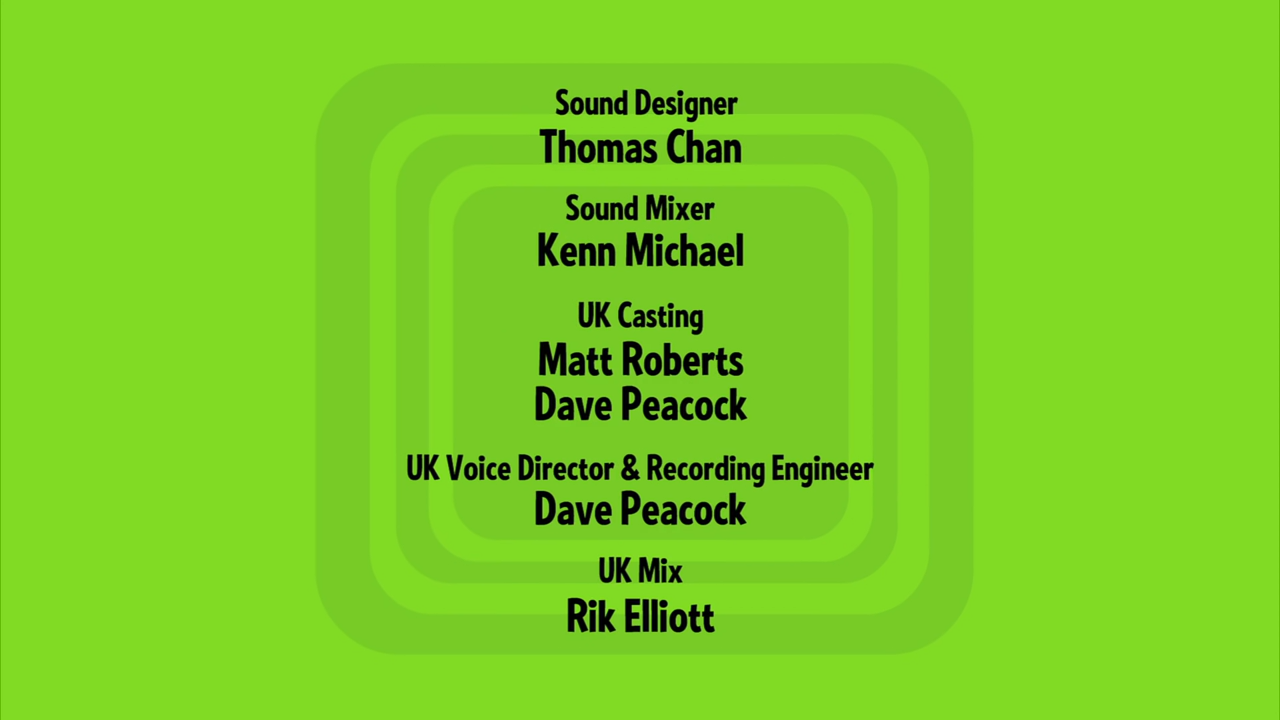 Sound Designer
Thomas Chan
Sound Mixer
Kenn Michael
UK Casting
Matt Roberts
Dave Peacock
UK Voice Director & Recording Engineer
Dave Peacock
UK Mix
Rik Elliott